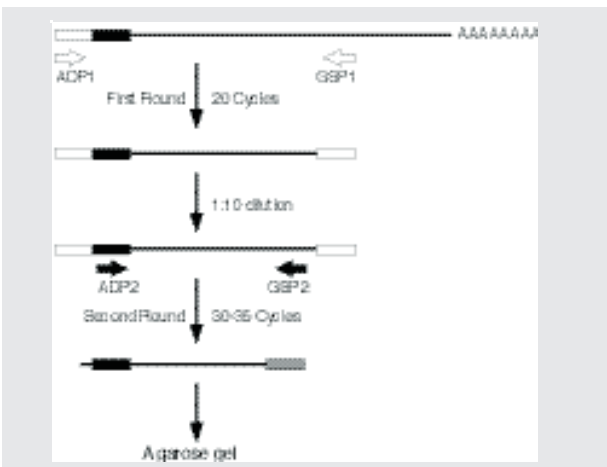 AAAAAAAA
ADP1 GSP1
First Round 20 Cycles
1:10 dilution
ADP2 GSP2
Second Round 30-35 Cycles
Agarose gel